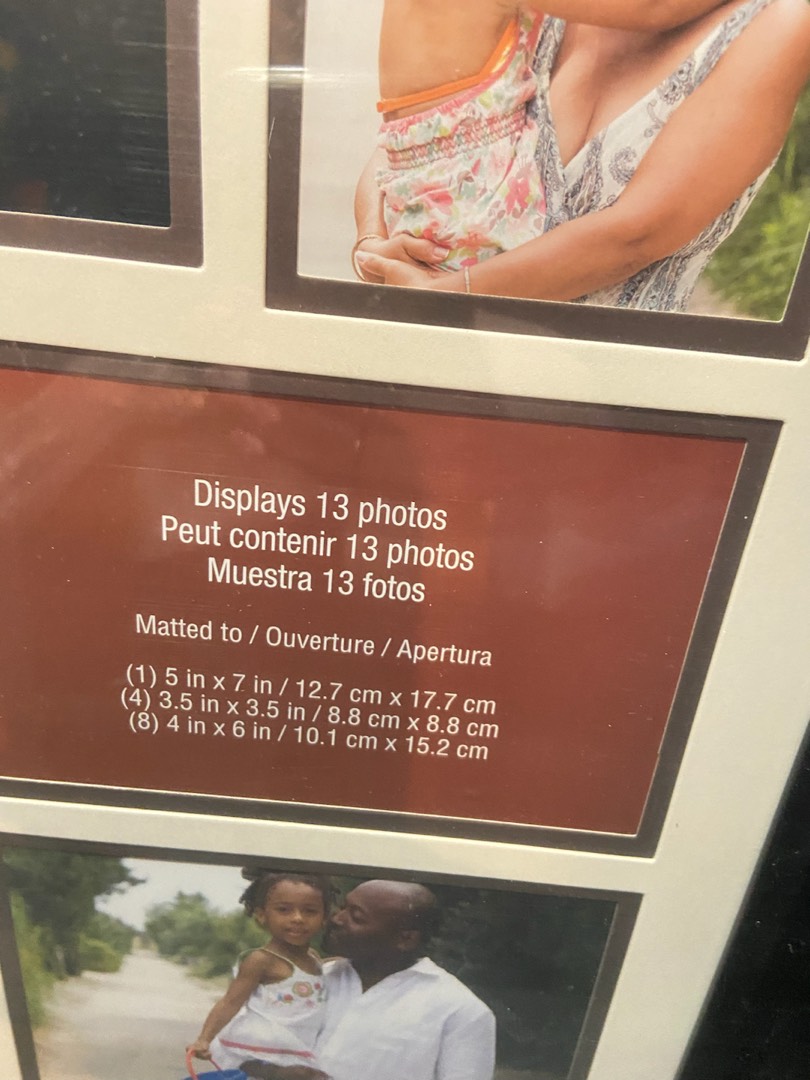 Displays 13 photos
Peut contenir 13 photos
Muestra 13 fotos
Matted to / Ouverture / Apertura
(1) 5 in x 7 in / 12.7 cm x 17.7 cm
(4) 3.5 in x 3.5 in / 8.8 cm x 8.8 cm
(8) 4 in x 6 in / 10.1 cm x 15.2 cm